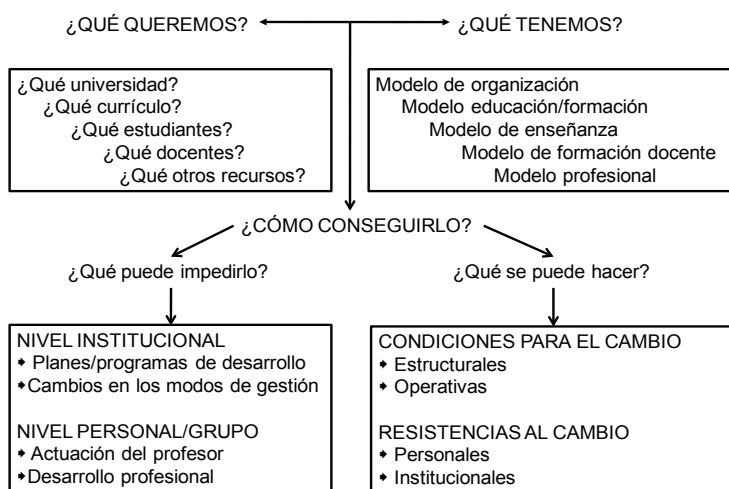 ¿QUÉ QUEREMOS?
¿QUÉ TENEMOS?
¿Qué universidad?
¿Qué currículo?
¿Qué estudiantes?
¿Qué docentes?
¿Qué otros recursos?
Modelo de organización
Modelo educación/formación
Modelo de enseñanza
Modelo de formación docente
Modelo profesional
¿CÓMO CONSEGUIRLO?
¿Qué puede impedirlo?
¿Qué se puede hacer?
NIVEL INSTITUCIONAL
Planes/programas de desarrollo
Cambios en los modos de gestión
NIVEL PERSONAL/GRUPO
Actuación del profesor
Desarrollo profesional
CONDICIONES PARA EL CAMBIO
Estructurales
Operativas
RESISTENCIAS AL CAMBIO
Personales
Institucionales